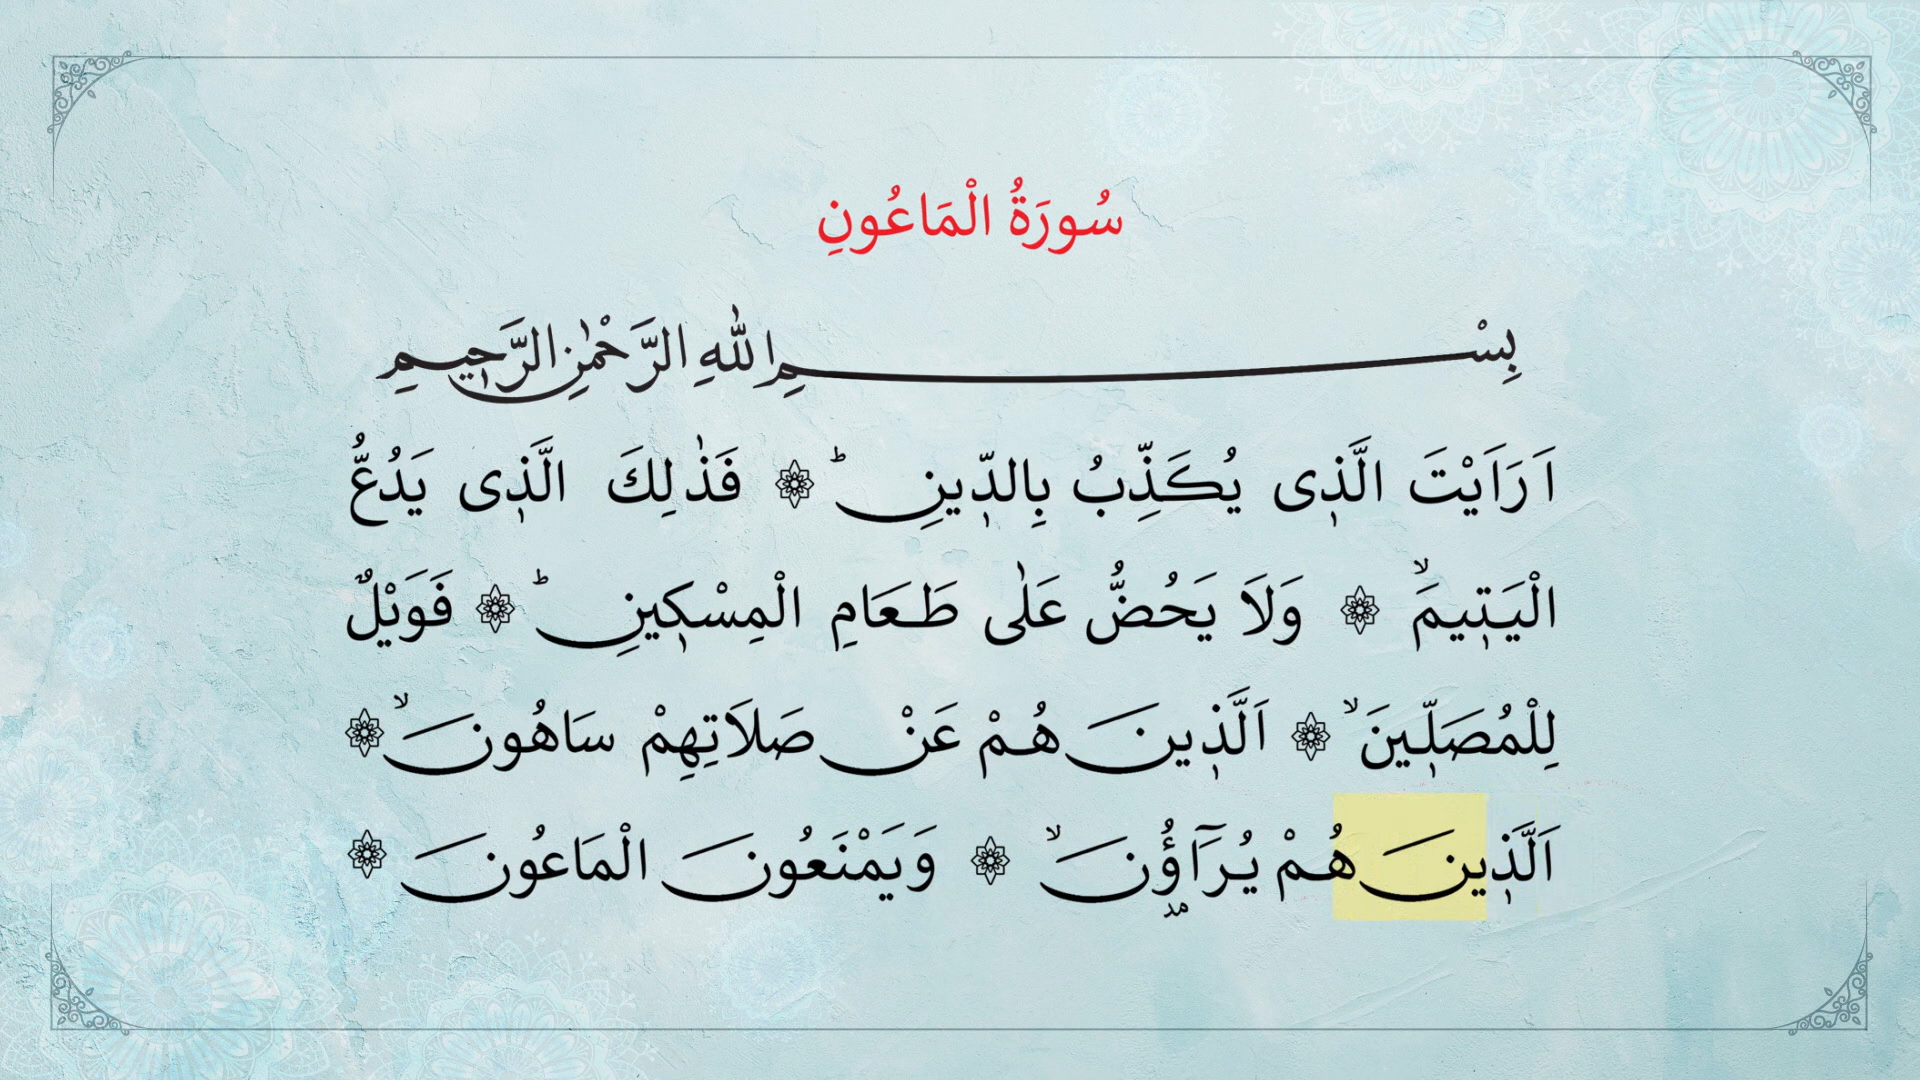 سُورَةُ الْمَاعُونِ
بِسْمِ اللّٰهِ الرَّحْمٰنِ الرَّحٖيمِ
اَرَاَيْتَ الَّذٖى يُكَذِّبُ بِالدّٖينِؕ ۞ فَذٰلِكَ الَّذٖى يَدُعُّ
الْيَتٖيمَۙ ۞ وَلَا يَحُضُّ عَلٰى طَعَامِ الْمِسْكٖينِؕ ۞ فَوَيْلٌ
لِلْمُصَلّٖينَۙ ۞ اَلَّذٖينَ هُمْ عَنْ صَلَاتِهِمْ سَاهُونَۙ ۞
اَلَّذٖينَ هُمْ يُرَآؤُ۫نَۙ ۞ وَيَمْنَعُونَ الْمَاعُونَ ۞